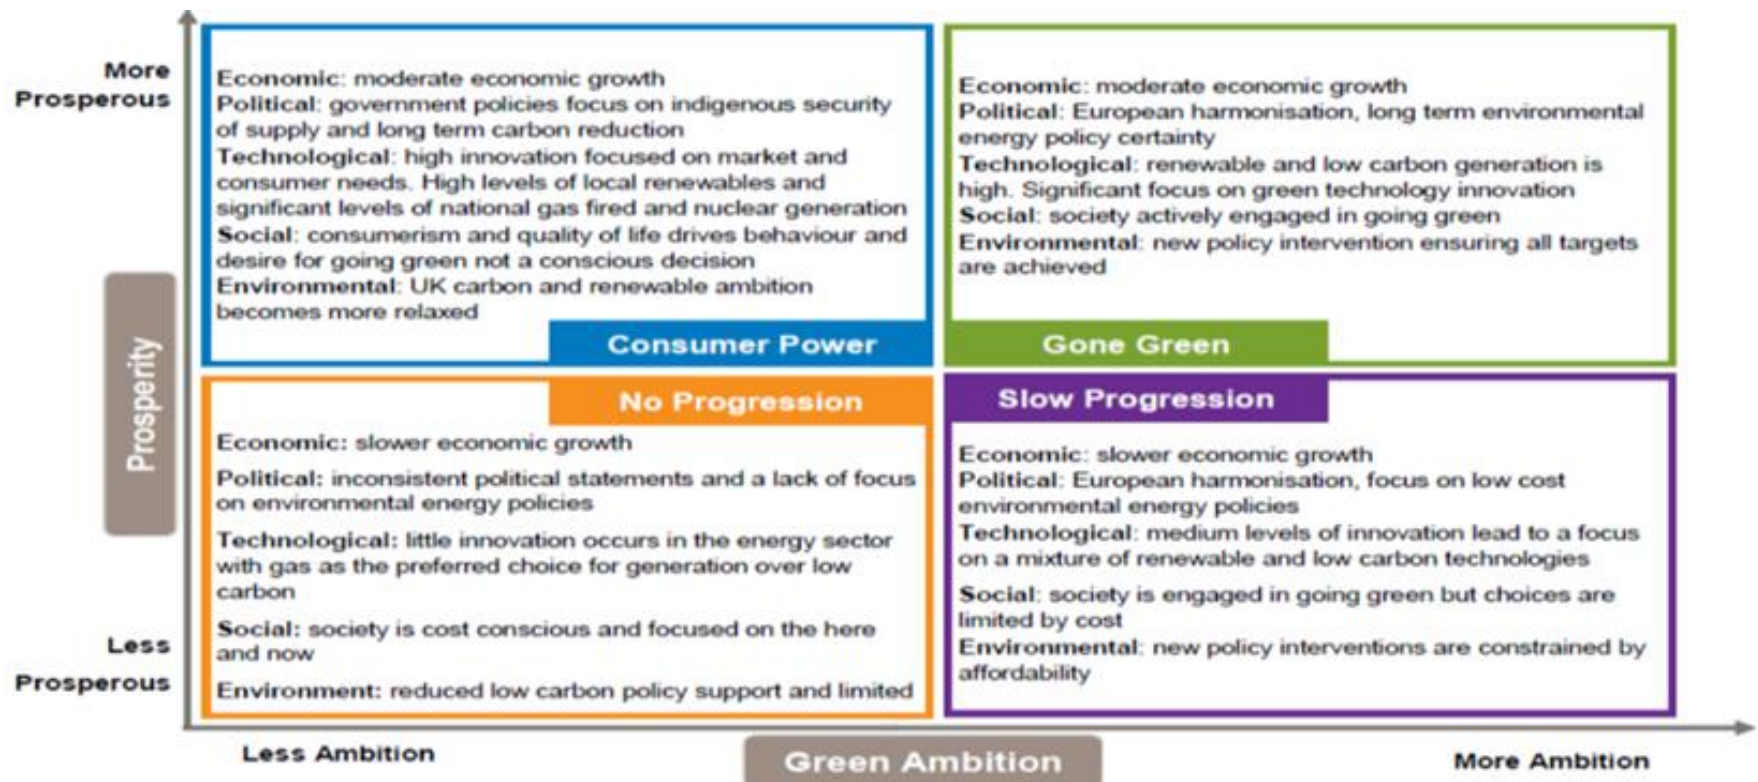 More
Prosperous
Economic: moderate economic growth
Political: government policies focus on indigenous security
of supply and long term carbon reduction
Technological: high innovation focused on market and
consumer needs. High levels of local renewables and
significant levels of national gas fired and nuclear generation
Social: consumerism and quality of life drives behaviour and
desire for going green not a conscious decision
Environmental: UK carbon and renewable ambition
becomes more relaxed
Consumer Power
Economic: moderate economic growth
Political: European harmonisation, long term environmental
energy policy certainty
Technological: renewable and low carbon generation is
high. Significant focus on green technology innovation
Social: society actively engaged in going green
Environmental: new policy intervention ensuring all targets
are achieved
Gone Green
Prosperity
No Progression
Economic: slower economic growth
Political: inconsistent political statements and a lack of focus
on environmental energy policies
Technological: little innovation occurs in the energy sector
with gas as the preferred choice for generation over low
carbon
Social: society is cost conscious and focused on the here
and now
Environment: reduced low carbon policy support and limited
Slow Progression
Economic: slower economic growth
Political: European harmonisation, focus on low cost
environmental energy policies
Technological: medium levels of innovation lead to a focus
on a mixture of renewable and low carbon technologies
Social: society is engaged in going green but choices are
limited by cost
Environmental: new policy interventions are constrained by
affordability
Less
Prosperous
Less Ambition
Green Ambition
More Ambition